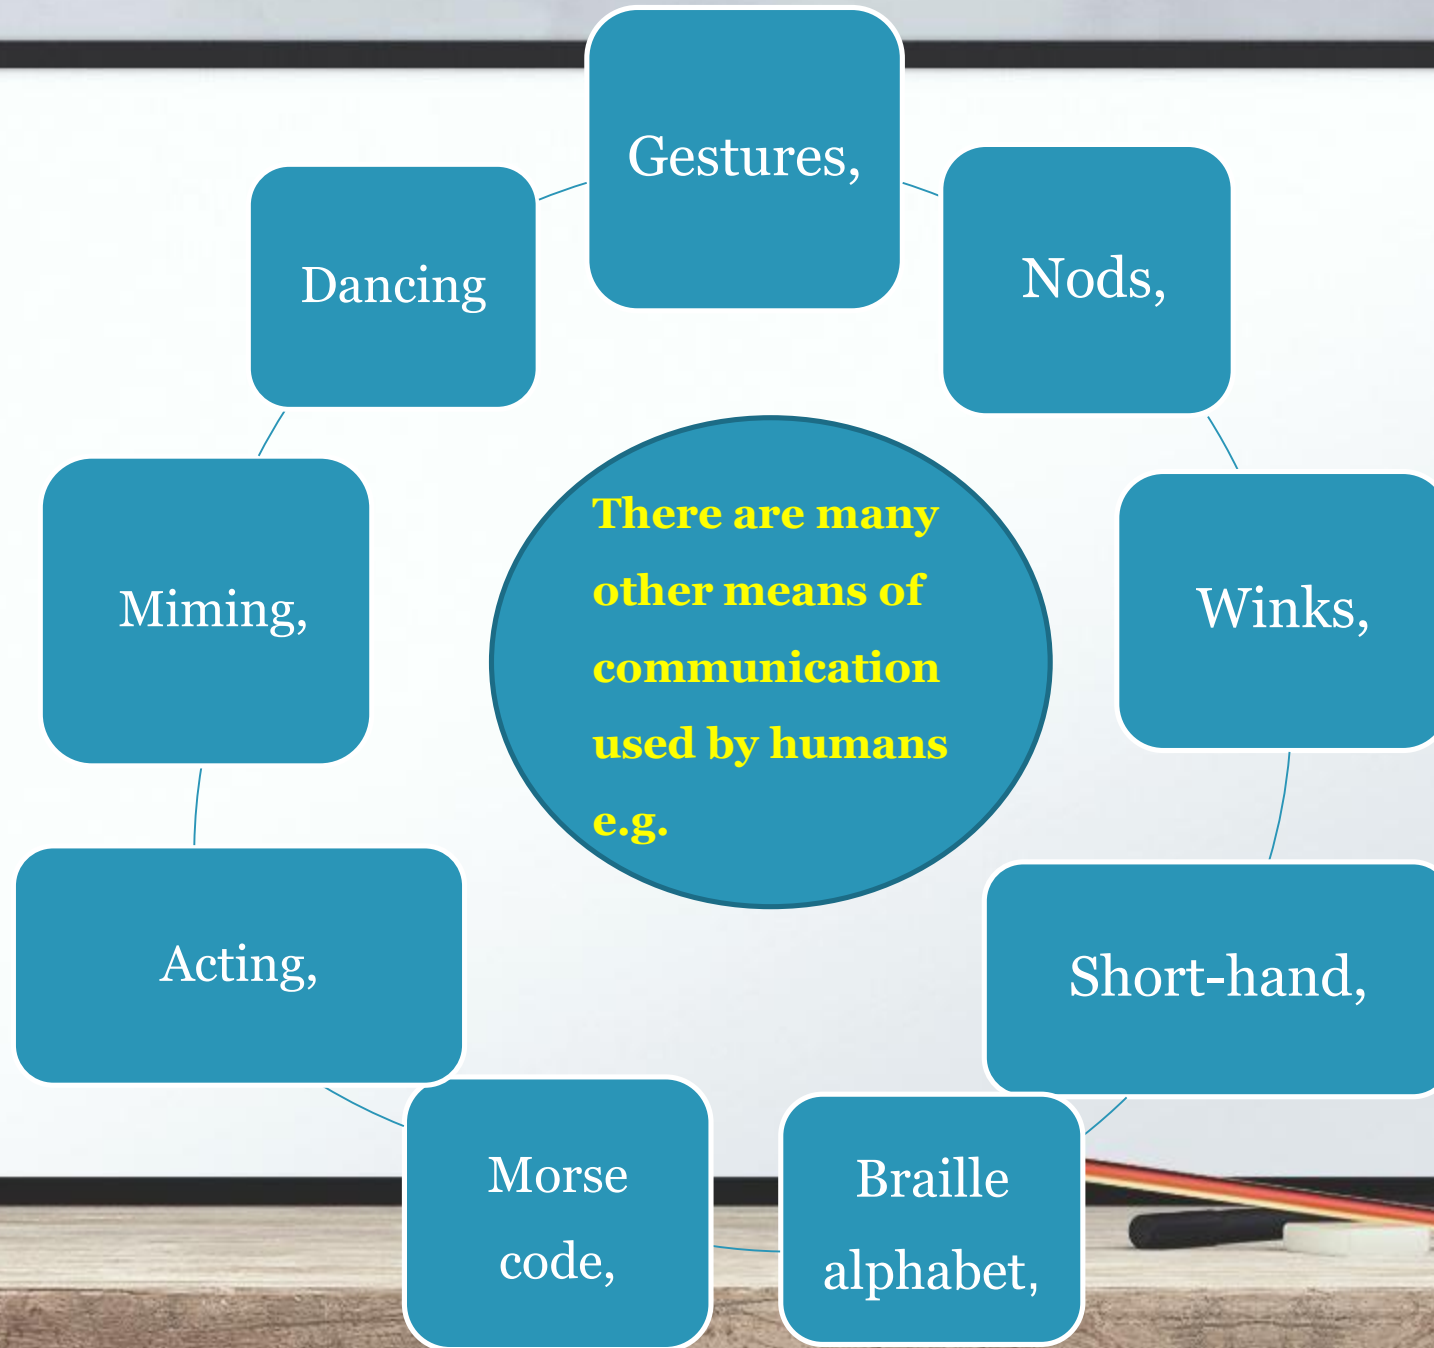 Gestures,
Nods,
Winks,
Short-hand,
Braille
alphabet,
Morse
code,
Acting,
Miming,
Dancing
There are many
other means of
communication
used by humans
e.g.